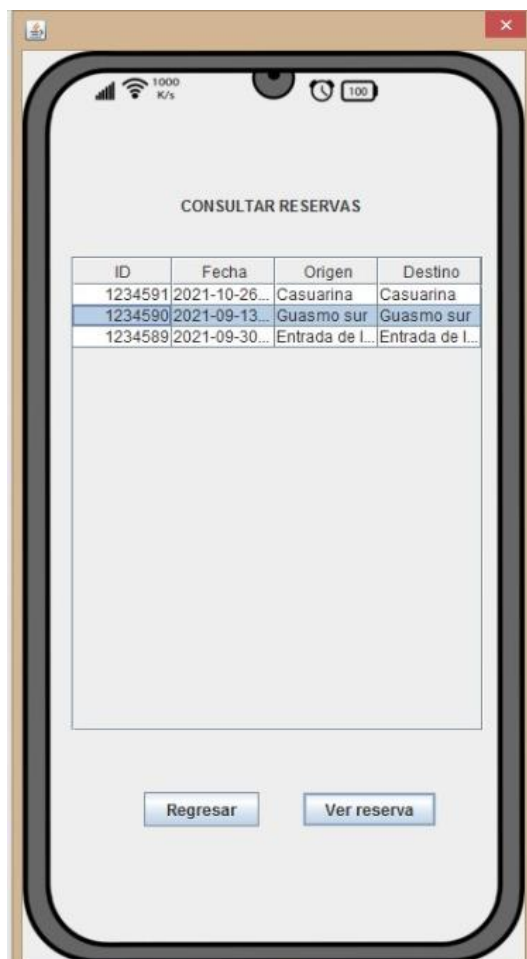 1000
K/s
100
CONSULTAR RESERVAS
ID Fecha Origen Destino
1234591 2021-10-26... Casuarina Casuarina
1234590 2021-09-13... Guasmo sur Guasmo sur
1234589 2021-09-30... Entrada de l... Entrada de l...
Regresar Ver reserva